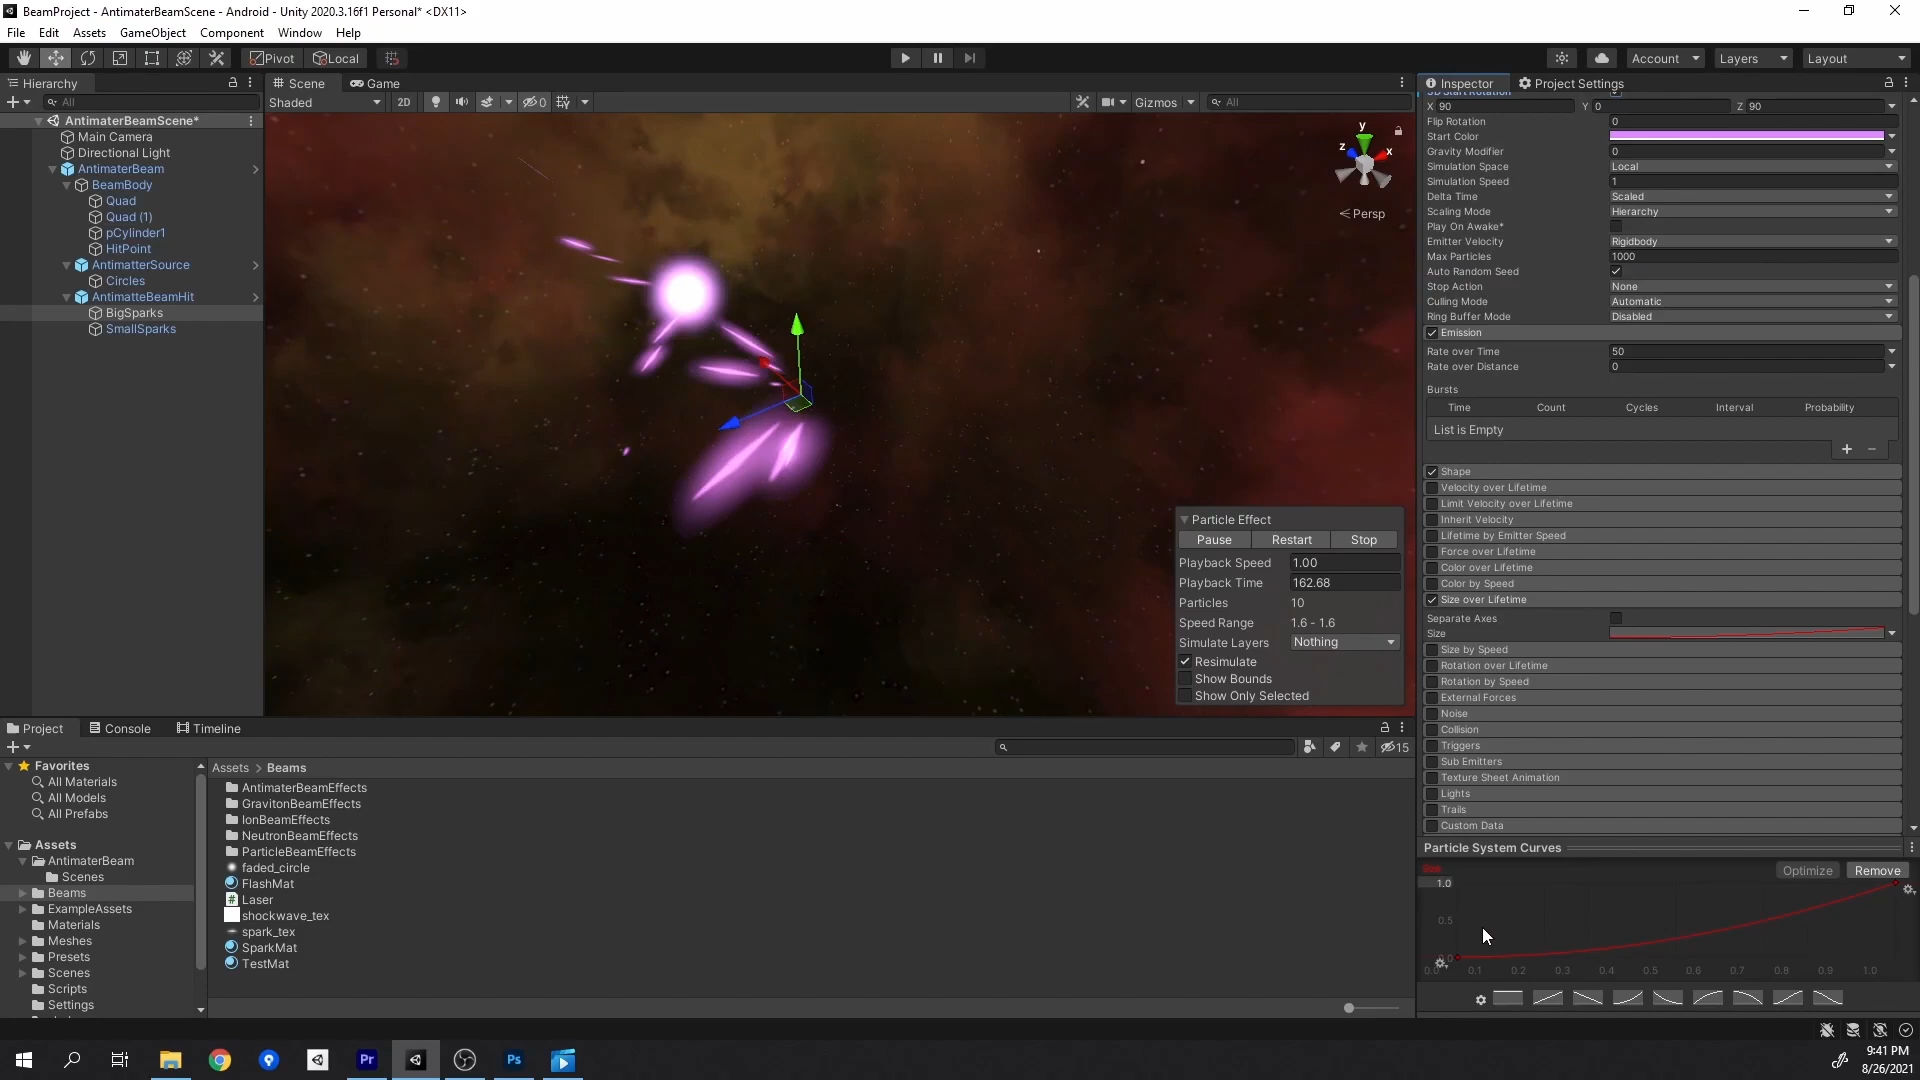 BeamProject - AntimaterBeamScene - Android - Unity 2020.3.16f1 Personal* <DX11>
File Edit Assets GameObject Component Window Help
Pivot Local Account Layers Layout
Hierarchy
All
AntimaterBeamScene*
Main Camera
Directional Light
AntimaterBeam
BeamBody
Quad
Quad (1)
pCylinder1
HitPoint
AntimatterSource
Circles
AntimatteBeamHit
BigSparks
SmallSparks
Scene Game
Shaded 2D 0 Gizmos All
y
z x
< Persp
Particle Effect
Pause Restart Stop
Playback Speed 1.00
Playback Time 162.68
Particles 10
Speed Range 1.6 - 1.6
Simulate Layers Nothing
Resimulate
Show Bounds
Show Only Selected
Inspector Project Settings
3D Start Rotation
X 90 Y 0 Z 90
Flip Rotation 0
Start Color
Gravity Modifier 0
Simulation Space Local
Simulation Speed 1
Delta Time Scaled
Scaling Mode Hierarchy
Play On Awake*
Emitter Velocity Rigidbody
Max Particles 1000
Auto Random Seed
Stop Action None
Culling Mode Automatic
Ring Buffer Mode Disabled
Emission
Rate over Time 50
Rate over Distance 0
Bursts
Time Count Cycles Interval Probability
List is Empty
+ -
Shape
Velocity over Lifetime
Limit Velocity over Lifetime
Inherit Velocity
Lifetime by Emitter Speed
Force over Lifetime
Color over Lifetime
Color by Speed
Size over Lifetime
Separate Axes
Size
Size by Speed
Rotation over Lifetime
Rotation by Speed
External Forces
Noise
Collision
Triggers
Sub Emitters
Texture Sheet Animation
Lights
Trails
Custom Data
Particle System Curves
Size Optimize Remove
1.0
0.5
0.0
0.0 0.1 0.2 0.3 0.4 0.5 0.6 0.7 0.8 0.9 1.0
Project Console Timeline
15
Favorites
All Materials
All Models
All Prefabs
Assets
AntimaterBeam
Scenes
Beams
ExampleAssets
Materials
Meshes
Presets
Scenes
Scripts
Settings
Assets > Beams
AntimaterBeamEffects
GravitonBeamEffects
IonBeamEffects
NeutronBeamEffects
ParticleBeamEffects
faded_circle
FlashMat
# Laser
shockwave_tex
spark_tex
SparkMat
TestMat
Pr Ps
9:41 PM
8/26/2021